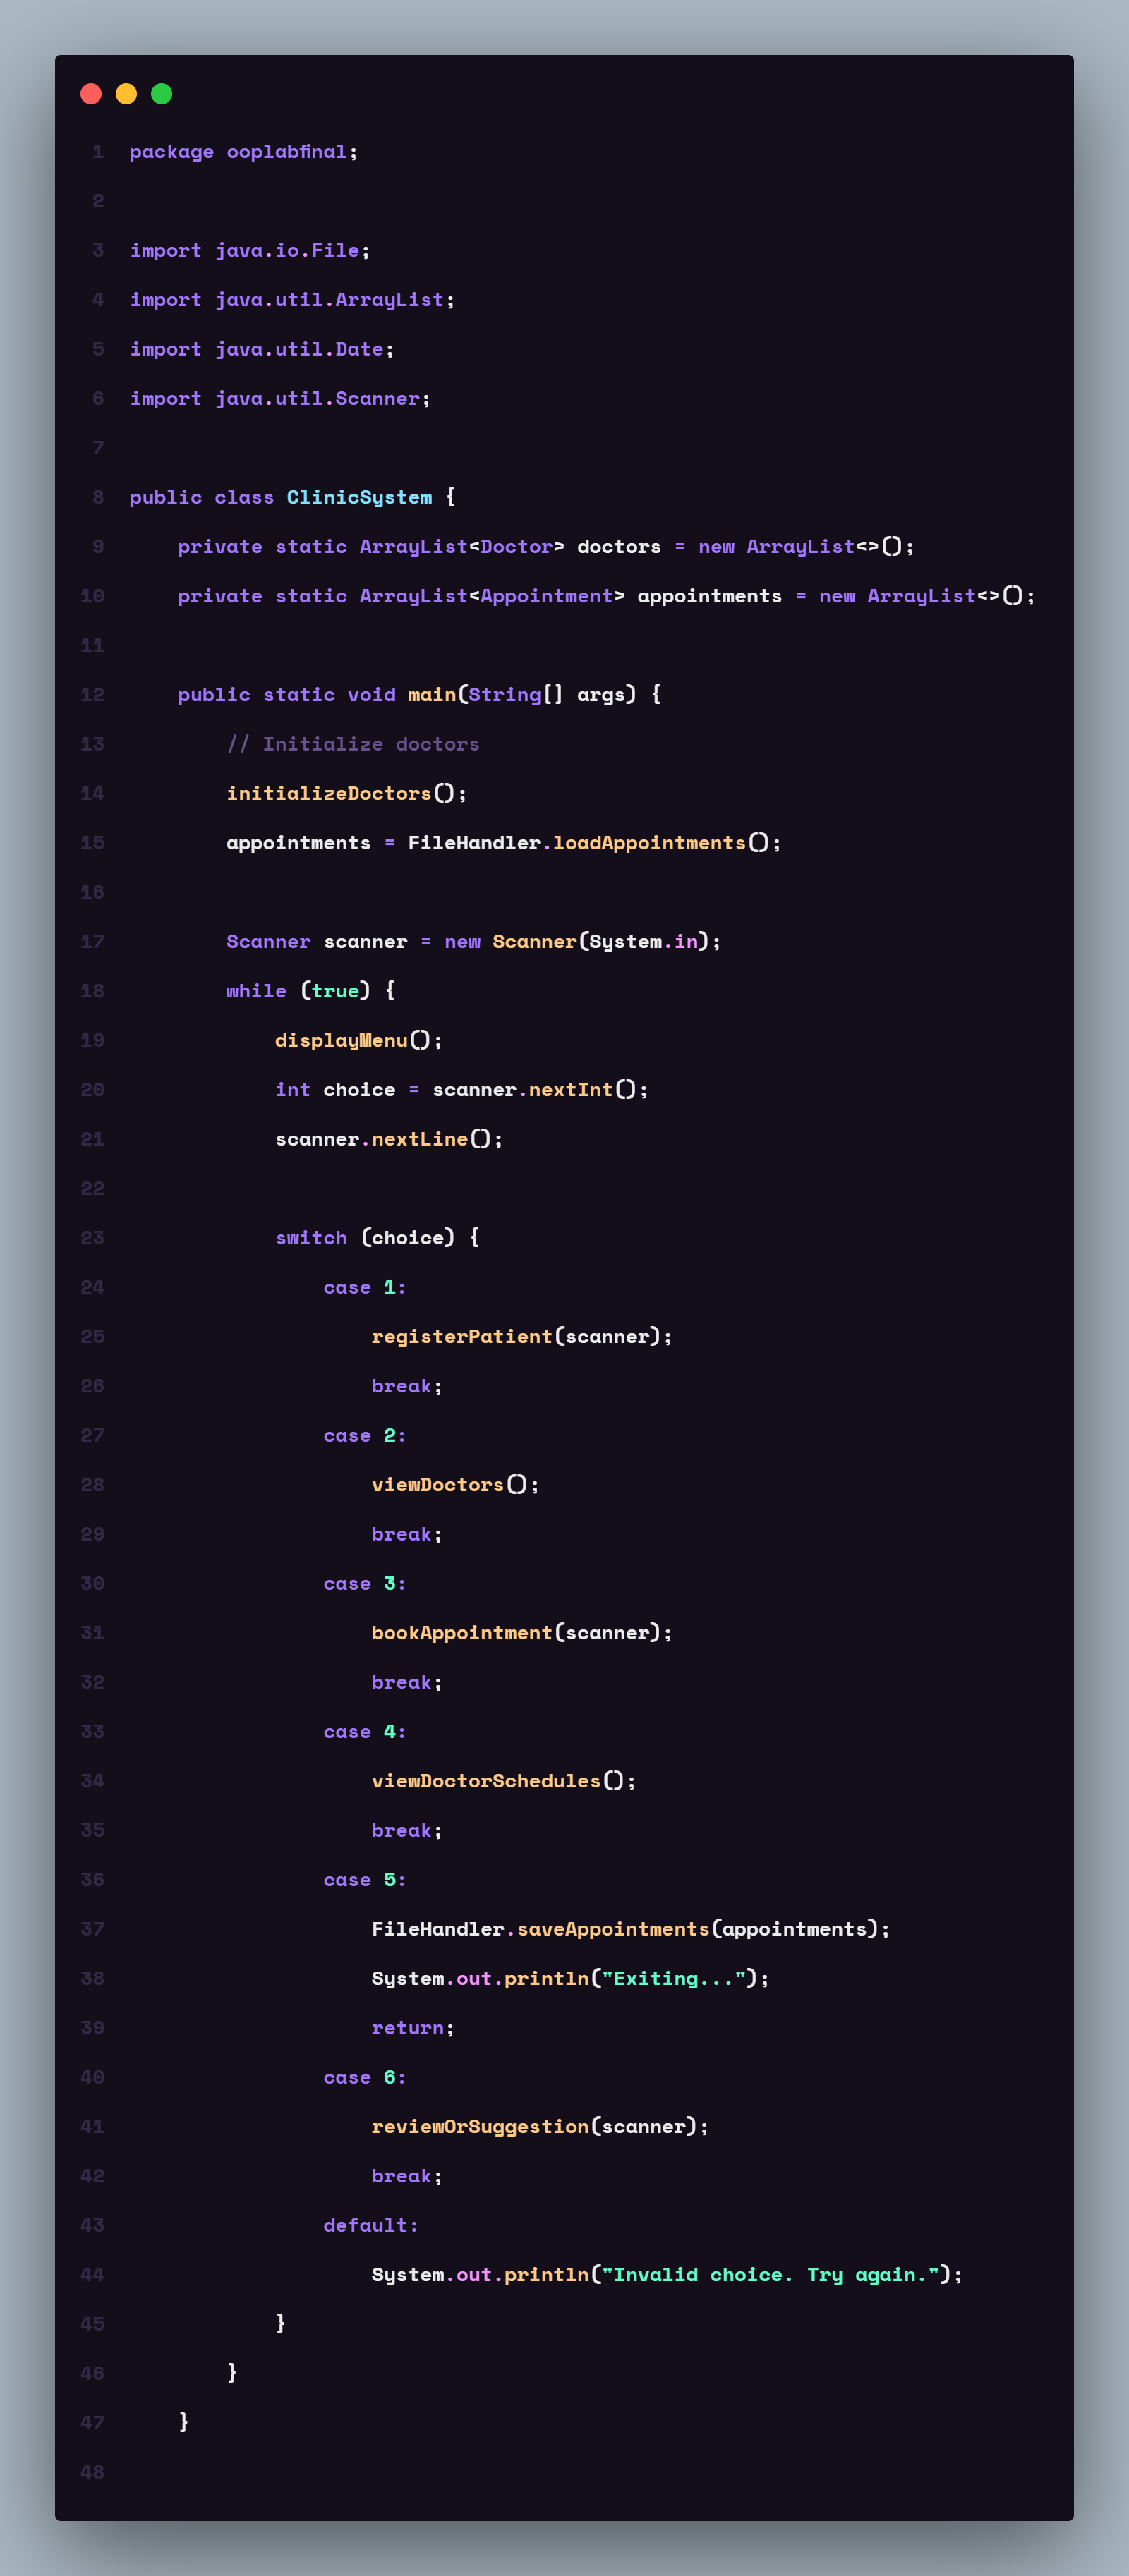 1 package ooplabfinal;
2
3 import java.io.File;
4 import java.util.ArrayList;
5 import java.util.Date;
6 import java.util.Scanner;
7
8 public class ClinicSystem {
9     private static ArrayList<Doctor> doctors = new ArrayList<>();
10     private static ArrayList<Appointment> appointments = new ArrayList<>();
11
12     public static void main(String[] args) {
13         // Initialize doctors
14         initializeDoctors();
15         appointments = FileHandler.loadAppointments();
16
17         Scanner scanner = new Scanner(System.in);
18         while (true) {
19             displayMenu();
20             int choice = scanner.nextInt();
21             scanner.nextLine();
22
23             switch (choice) {
24                 case 1:
25                     registerPatient(scanner);
26                     break;
27                 case 2:
28                     viewDoctors();
29                     break;
30                 case 3:
31                     bookAppointment(scanner);
32                     break;
33                 case 4:
34                     viewDoctorSchedules();
35                     break;
36                 case 5:
37                     FileHandler.saveAppointments(appointments);
38                     System.out.println("Exiting...");
39                     return;
40                 case 6:
41                     reviewOrSuggestion(scanner);
42                     break;
43                 default:
44                     System.out.println("Invalid choice. Try again.");
45             }
46         }
47     }
48